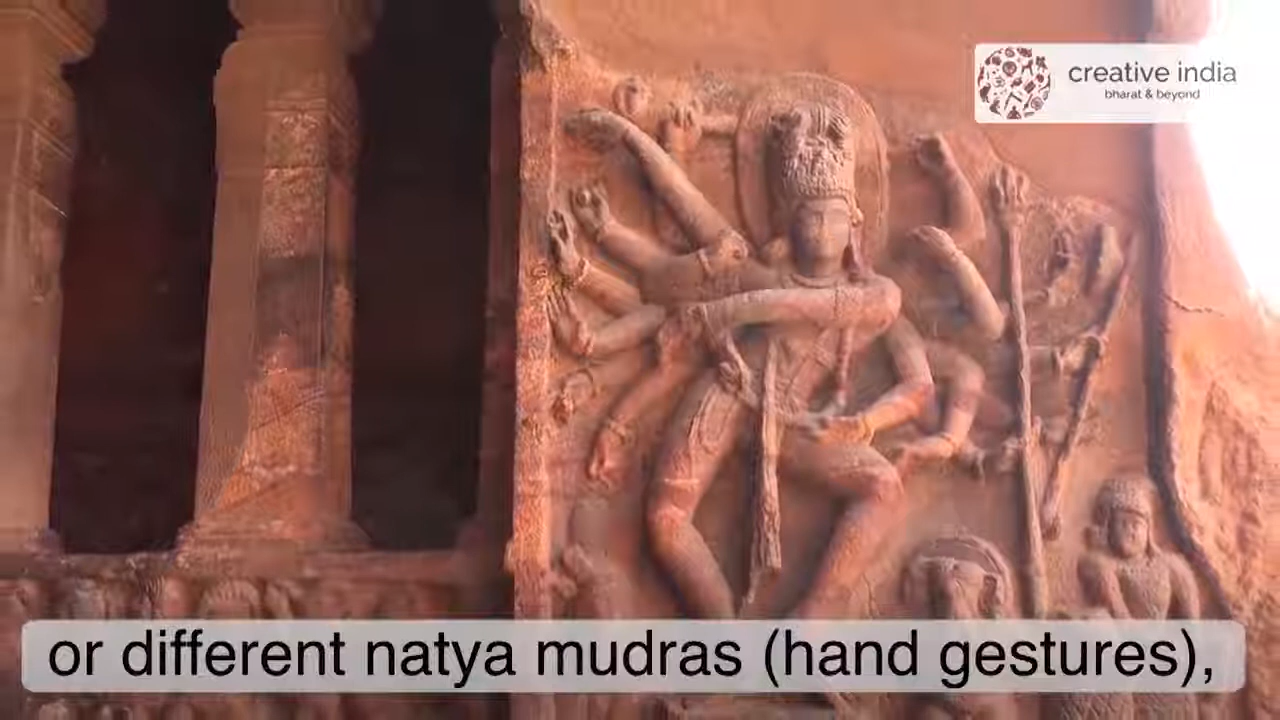 creative india
bharat & beyond
or different natya mudras (hand gestures),